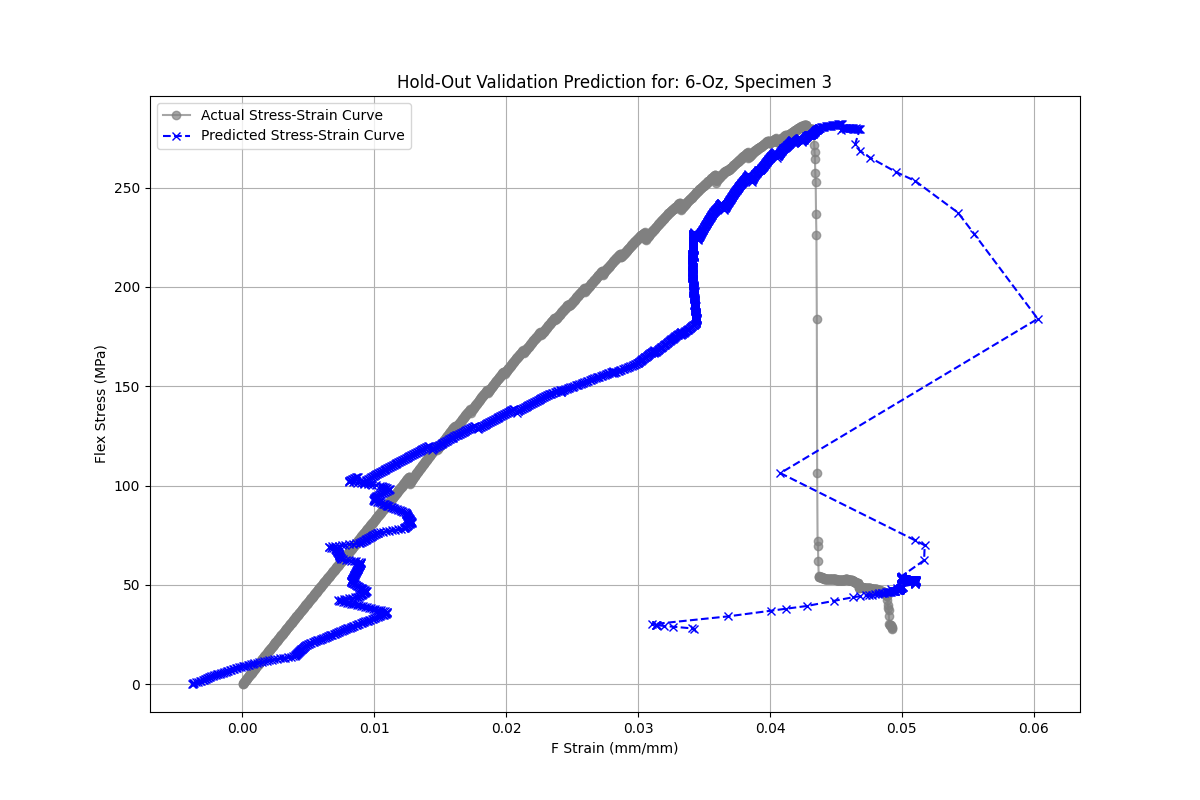 Hold-Out Validation Prediction for: 6-Oz, Specimen 3
Actual Stress-Strain Curve
Predicted Stress-Strain Curve
250
200
150
100
50
0
Flex Stress (MPa)
0.00 0.01 0.02 0.03 0.04 0.05 0.06
F Strain (mm/mm)